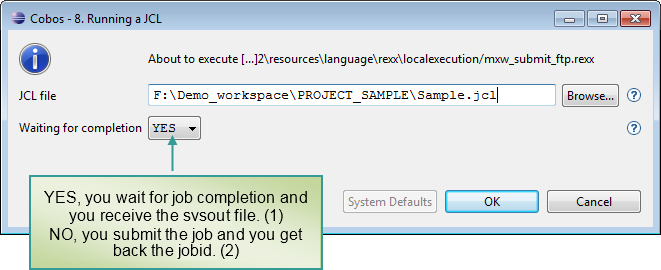 Cobos - 8. Running a JCL
About to execute [...]2\resources\language\rexx\localexecution/mxw_submit_ftp.rexx
JCL file
F:\Demo_workspace\PROJECT_SAMPLE\Sample.jcl
Browse...
Waiting for completion
YES
YES, you wait for job completion and
you receive the svsout file. (1)
NO, you submit the job and you get
back the jobid. (2)
System Defaults
OK
Cancel